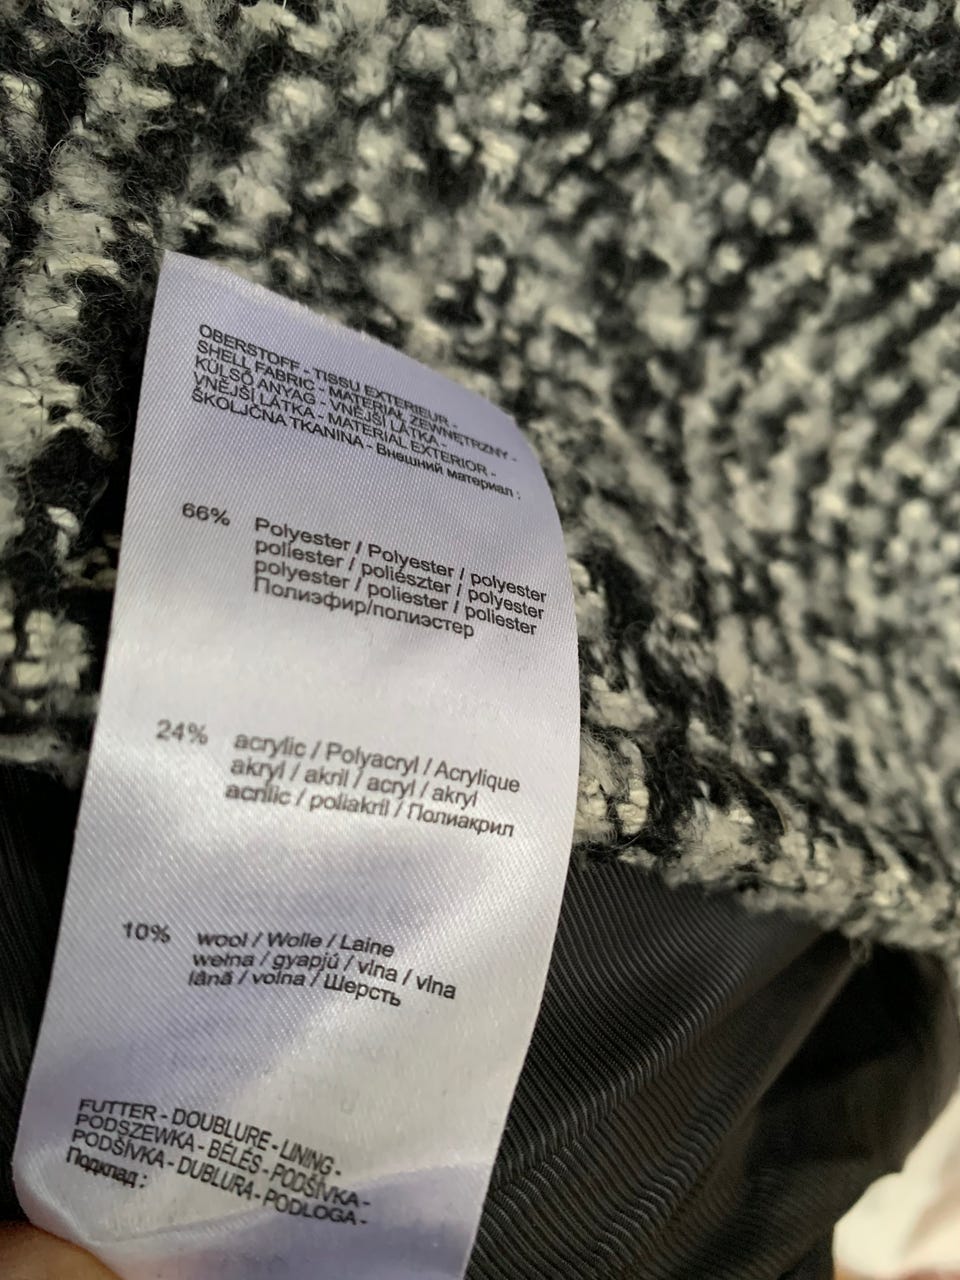 OBERSTOFF - TISSU EXTERIEUR -
SHELL FABRIC - MATERIAŁ ZEWNĘTRZNY -
KÜLSŐ ANYAG - VNĚJŠÍ LÁTKA -
VNĚJŠÍ LÁTKA - MATERIAL EXTERIOR -
ŠKOLJČNA TKANINA - Внешний материал :
66% Polyester / Polyester / polyester
poliester / poliészter / polyester
polyester / poliester / poliester
Полиэфир/полиэстер
24% acrylic / Polyacryl / Acrylique
akryl / akril / acryl / akryl
acrilic / poliakril / Полиакрил
10% wool / Wolle / Laine
wełna / gyapjú / vlna / vlna
lână / volna / Шерсть
FUTTER - DOUBLURE - LINING -
PODSZEWKA - BÉLÉS - PODŠÍVKA -
PODŠÍVKA - DUBLURA - PODLOGA -
Подклад :